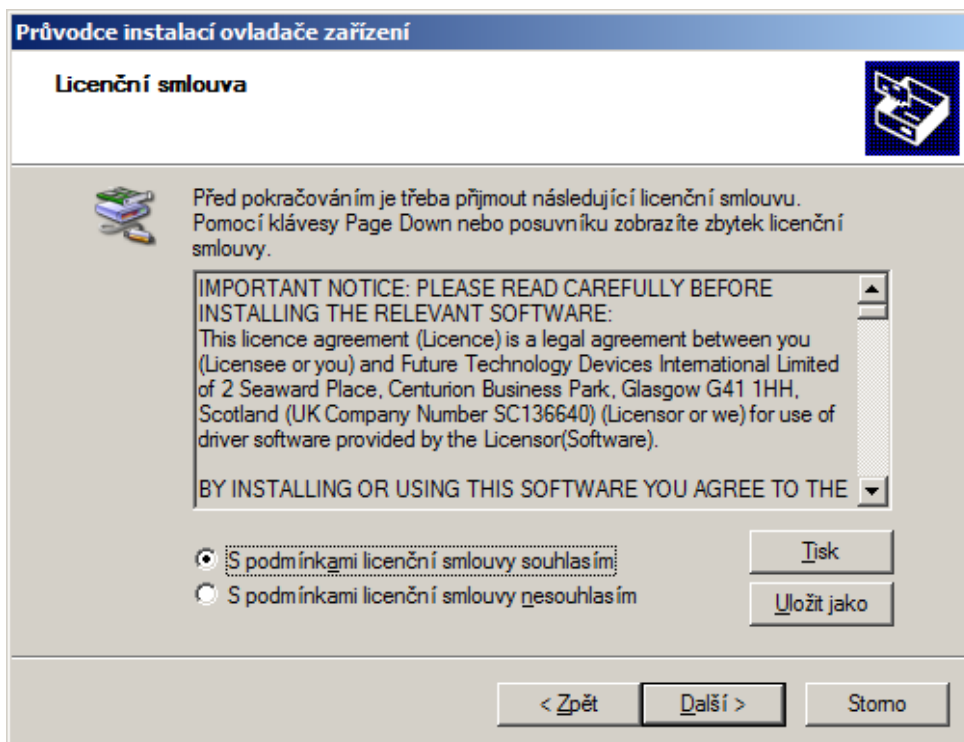 Průvodce instalací ovladače zařízení
Licenční smlouva
Před pokračováním je třeba přijmout následující licenční smlouvu.
Pomocí klávesy Page Down nebo posuvníku zobrazíte zbytek licenční
smlouvy.
IMPORTANT NOTICE: PLEASE READ CAREFULLY BEFORE
INSTALLING THE RELEVANT SOFTWARE:
This licence agreement (Licence) is a legal agreement between you
(Licensee or you) and Future Technology Devices International Limited
of 2 Seaward Place, Centurion Business Park, Glasgow G41 1HH,
Scotland (UK Company Number SC136640) (Licensor or we) for use of
driver software provided by the Licensor(Software).
BY INSTALLING OR USING THIS SOFTWARE YOU AGREE TO THE
S podmínkami licenční smlouvy souhlasím
S podmínkami licenční smlouvy nesouhlasím
Tisk
Uložit jako
< Zpět
Další >
Storno